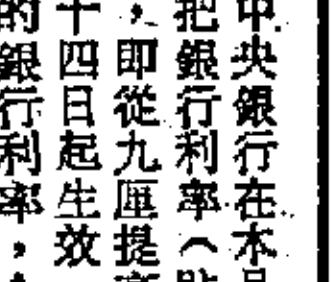 中央銀行在本
把銀行利率（
，即從九厘提
十四日起生效
的銀行利率，